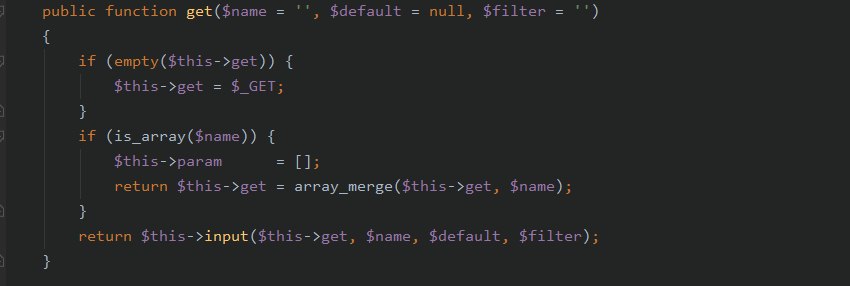 public function get($name = '', $default = null, $filter = '')
{
    if (empty($this->get)) {
        $this->get = $_GET;
    }
    if (is_array($name)) {
        $this->param      = [];
        return $this->get = array_merge($this->get, $name);
    }
    return $this->input($this->get, $name, $default, $filter);
}